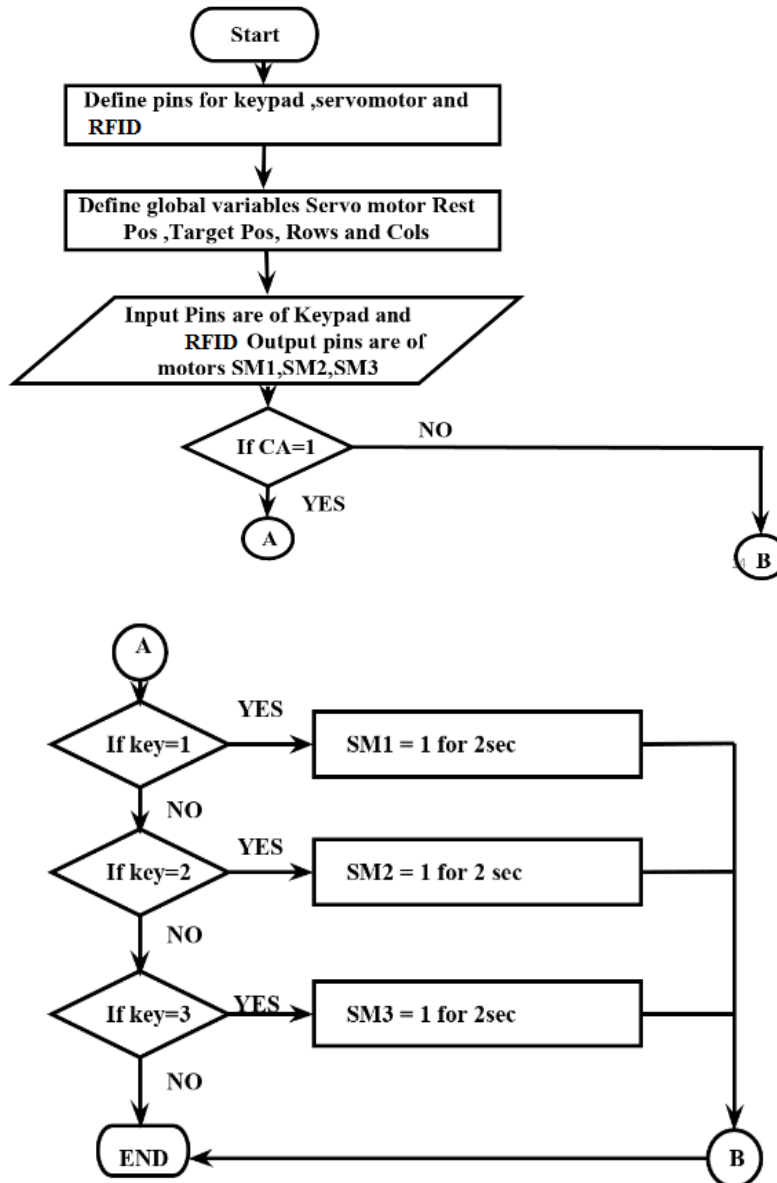 Start
Define pins for keypad ,servomotor and
RFID
Define global variables Servo motor Rest
Pos ,Target Pos, Rows and Cols
Input Pins are of Keypad and
RFID Output pins are of
motors SM1,SM2,SM3
If CA=1
NO
YES
A
B
A
If key=1
YES
SM1 = 1 for 2sec
NO
If key=2
YES
SM2 = 1 for 2 sec
NO
If key=3
YES
SM3 = 1 for 2sec
NO
END
B